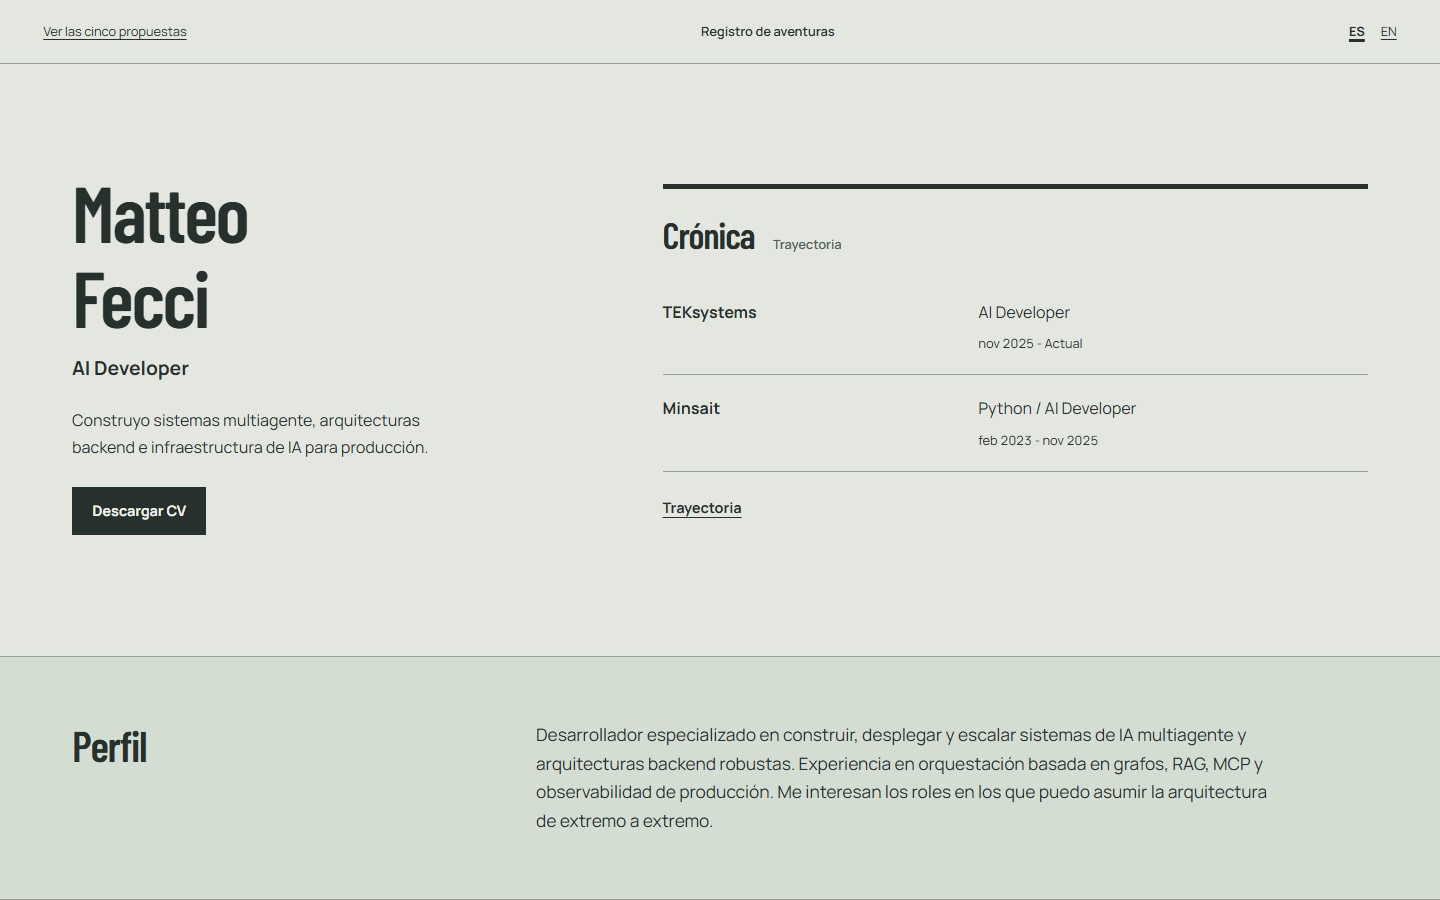 Ver las cinco propuestas
Registro de aventuras
ES EN
Matteo
Fecci
AI Developer
Construyo sistemas multiagente, arquitecturas
backend e infraestructura de IA para producción.
Descargar CV
Crónica Trayectoria
TEKsystems
AI Developer
nov 2025 - Actual
Minsait
Python / AI Developer
feb 2023 - nov 2025
Trayectoria
Perfil
Desarrollador especializado en construir, desplegar y escalar sistemas de IA multiagente y
arquitecturas backend robustas. Experiencia en orquestación basada en grafos, RAG, MCP y
observabilidad de producción. Me interesan los roles en los que puedo asumir la arquitectura
de extremo a extremo.